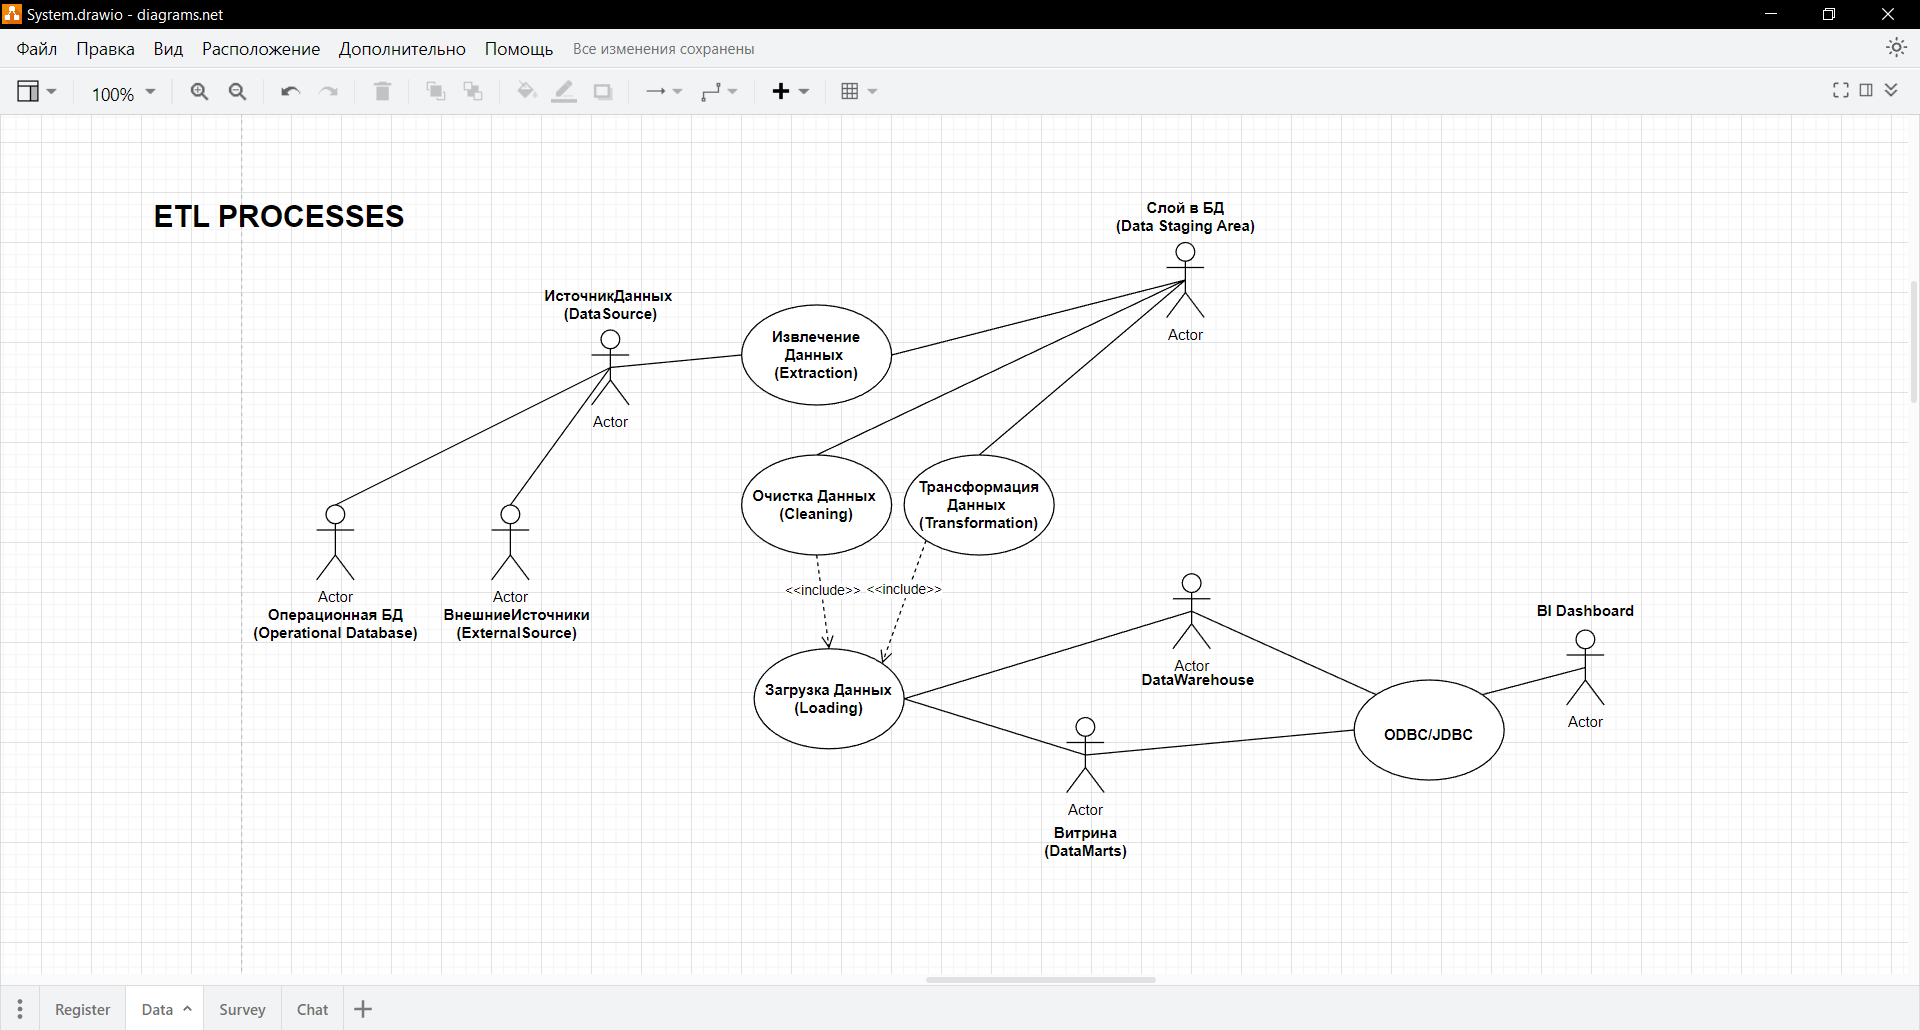 System.drawio - diagrams.net
Файл Правка Вид Расположение Дополнительно Помощь Все изменения сохранены
100%
ETL PROCESSES
Слой в БД
(Data Staging Area)
Actor
ИсточникДанных
(DataSource)
Actor
Извлечение
Данных
(Extraction)
Очистка Данных
(Cleaning)
Трансформация
Данных
(Transformation)
Actor
Операционная БД
(Operational Database)
Actor
ВнешниеИсточники
(ExternalSource)
<<include>> <<include>>
Загрузка Данных
(Loading)
Actor
DataWarehouse
BI Dashboard
Actor
ODBC/JDBC
Actor
Витрина
(DataMarts)
Register Data Survey Chat